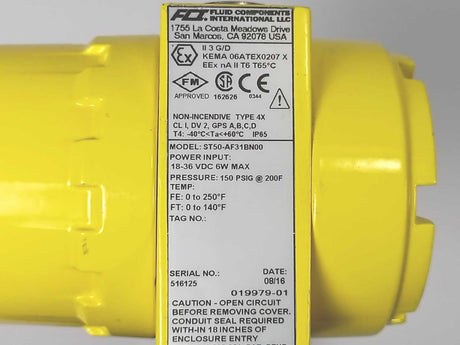 FCI FLUID COMPONENTS
INTERNATIONAL LLC
1755 La Costa Meadows Drive
San Marcos, CA 92078 USA
Ex II 3 G/D
KEMA 06ATEX0207 X
EEx nA II T6 T65°C
FM
APPROVED 162626 0344
NON-INCENDIVE TYPE 4X
CL I, DV 2, GPS A,B,C,D
T4: -40°C<Ta<+60°C IP65
MODEL: ST50-AF31BN00
POWER INPUT:
18-36 VDC 6W MAX
PRESSURE: 150 PSIG @ 200F
TEMP:
FE: 0 to 250°F
FT: 0 to 140°F
TAG NO.:
SERIAL NO.: DATE:
516125 08/16
019979-01
CAUTION - OPEN CIRCUIT
BEFORE REMOVING COVER.
CONDUIT SEAL REQUIRED
WITH-IN 18 INCHES OF
ENCLOSURE ENTRY